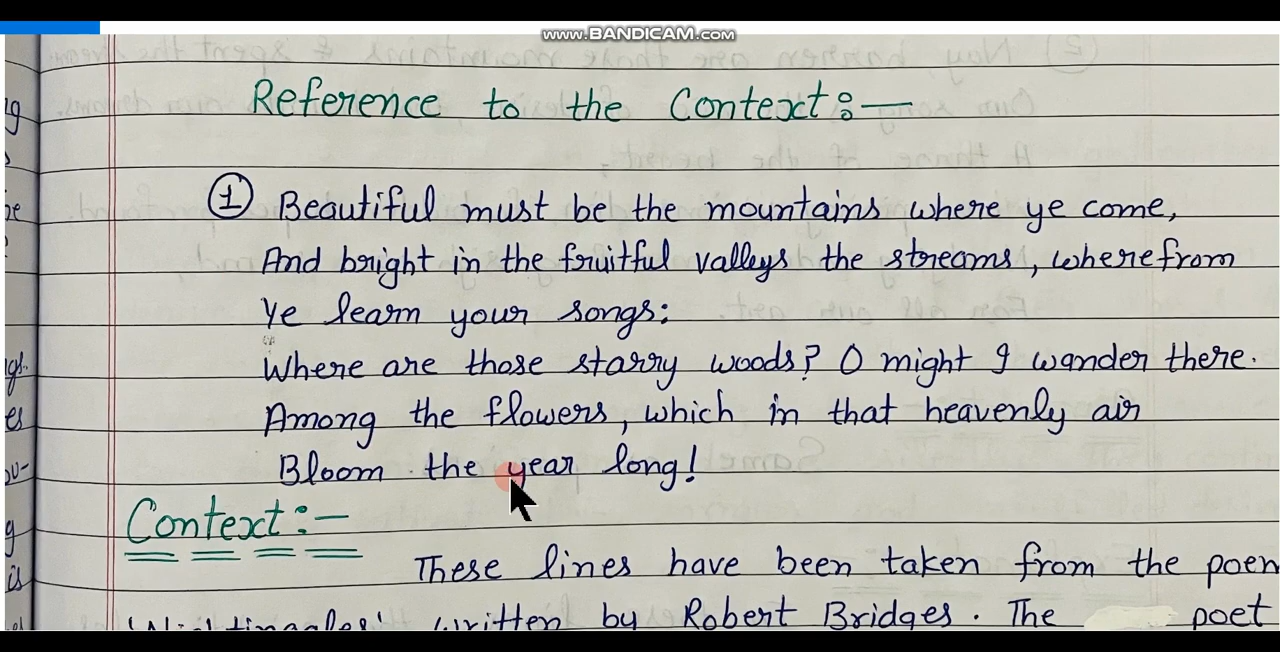 WWW.BANDICAM.COM
Reference to the Context:—
① Beautiful must be the mountains where ye come,
And bright in the fruitful valleys the streams, wherefrom
Ye learn your songs:
Where are those starry woods? O might I wander there.
Among the flowers, which in that heavenly air
Bloom the year long!
Context:—
These lines have been taken from the poem
written by Robert Bridges. The poet